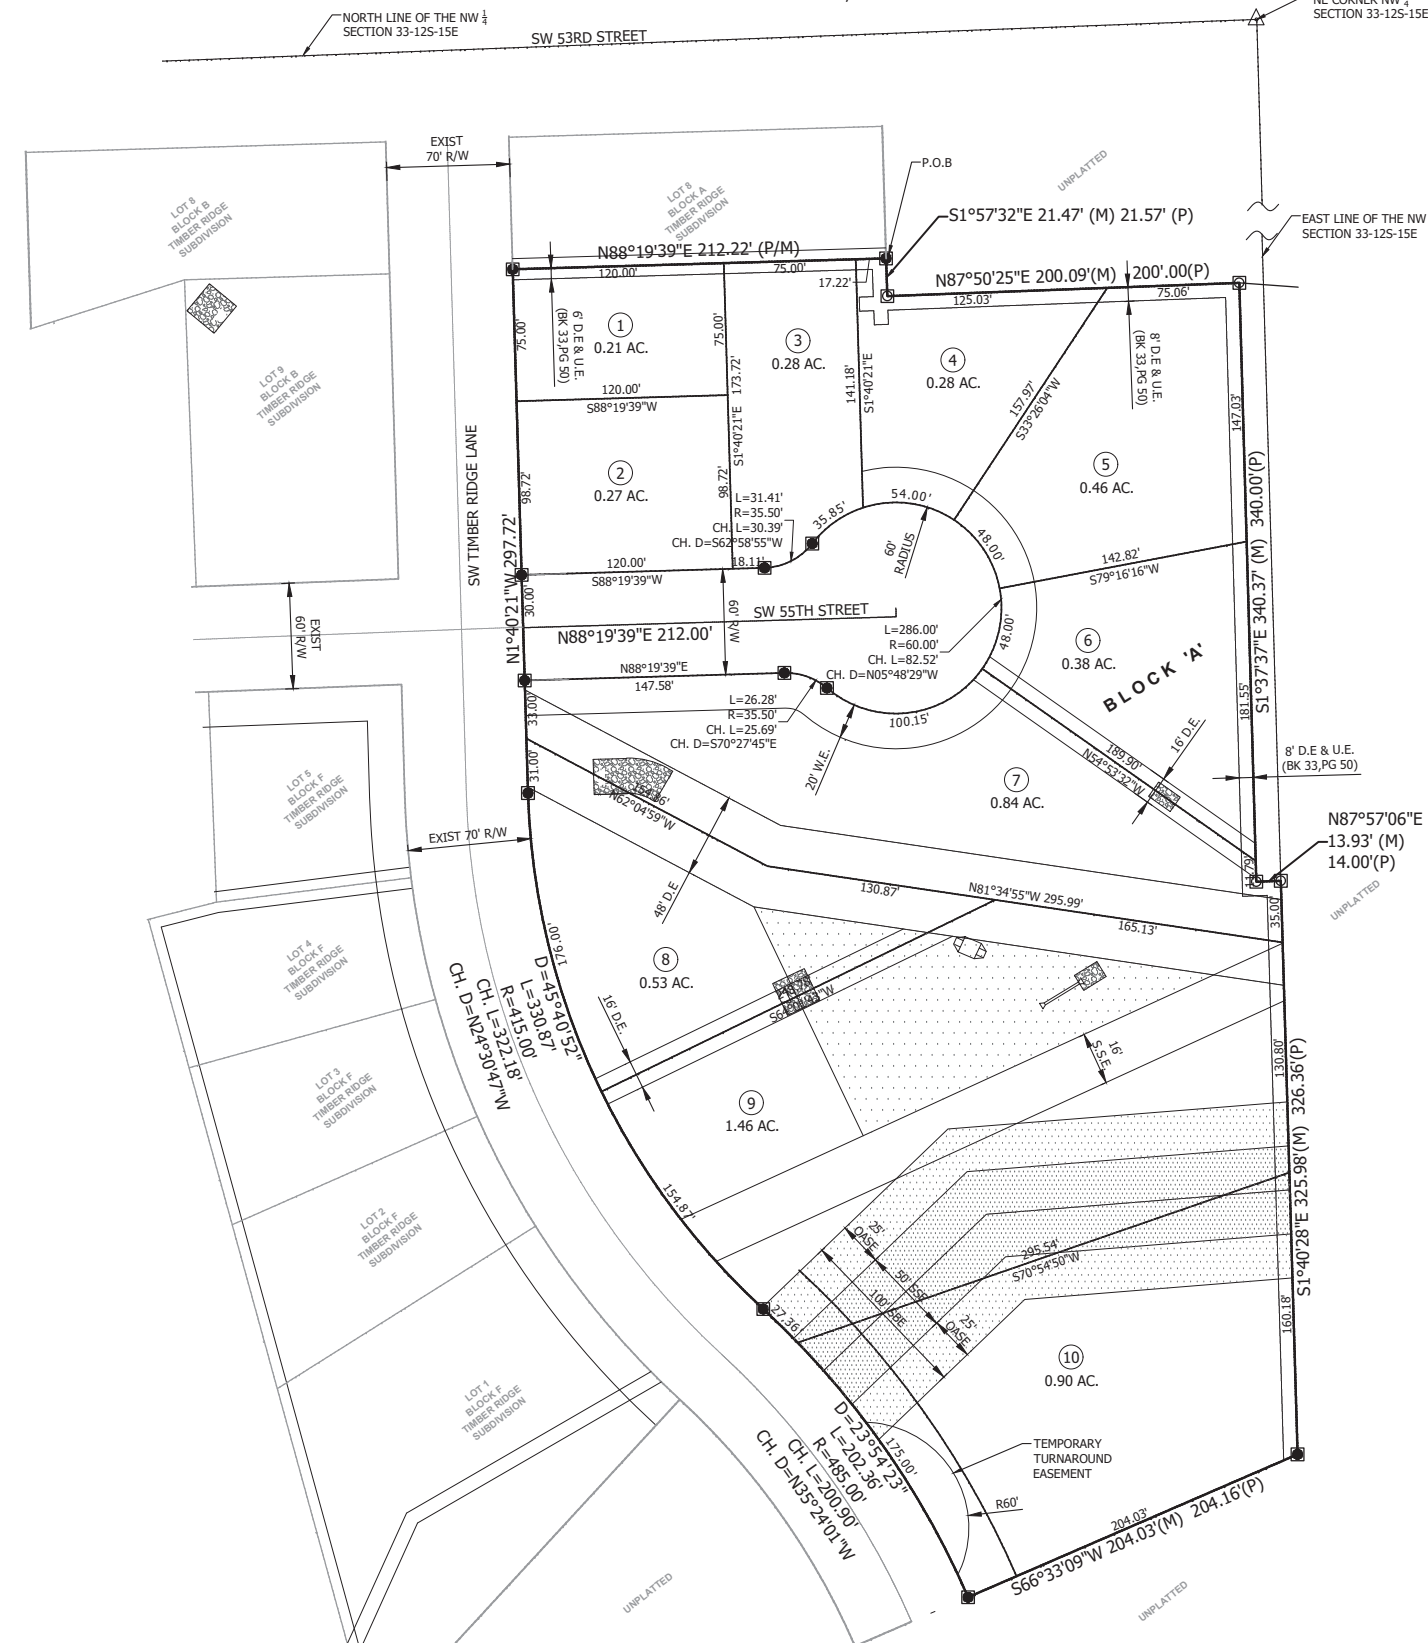 NE CORNER NW 1/4
SECTION 33-12S-15E
NORTH LINE OF THE NW 1/4
SECTION 33-12S-15E
SW 53RD STREET
EXIST
70' R/W
P.O.B
UNPLATTED
LOT 8
BLOCK B
TIMBER RIDGE
SUBDIVISION
LOT 8
BLOCK A
TIMBER RIDGE
SUBDIVISION
S1°57'32"E 21.47' (M) 21.57' (P)
EAST LINE OF THE NW
SECTION 33-12S-15E
N88°19'39"E 212.22' (P/M)
120.00'
75.00'
17.22'
N87°50'25"E 200.09'(M) 200'.00(P)
125.03'
75.06'
75.00'
6' D.E & U.E.
(BK 33,PG 50)
1
0.21 AC.
75.00'
3
0.28 AC.
4
0.28 AC.
8' D.E & U.E.
(BK 33,PG 50)
120.00'
S88°19'39"W
S1°40'21"E 173.72'
141.18'
S1°40'21"E
157.97'
S33°26'04"W
147.03'
LOT 9
BLOCK B
TIMBER RIDGE
SUBDIVISION
SW TIMBER RIDGE LANE
98.72'
2
0.27 AC.
98.72'
5
0.46 AC.
L=31.41'
R=35.50'
CH. L=30.39'
CH. D=S62°58'55"W
35.85'
54.00'
48.00'
60'
RADIUS
S1°37'37"E 340.37' (M) 340.00'(P)
120.00'
S88°19'39"W
18.11'
142.82'
S79°16'16"W
N1°40'21"W 297.72'
30.00'
EXIST
60' R/W
60' R/W
SW 55TH STREET
N88°19'39"E 212.00'
L=286.00'
R=60.00'
CH. L=82.52'
CH. D=N05°48'29"W
48.00'
6
0.38 AC.
BLOCK 'A'
N88°19'39"E
147.58'
33.00'
L=26.28'
R=35.50'
CH. L=25.69'
CH. D=S70°27'45"E
100.15'
20' W.E.
181.55'
189.90'
N54°53'32"W
16' D.E.
8' D.E & U.E.
(BK 33,PG 50)
31.00'
LOT 5
BLOCK F
TIMBER RIDGE
SUBDIVISION
N62°04'59"W
7
0.84 AC.
EXIST 70' R/W
N87°57'06"E
13.93' (M)
14.00'(P)
UNPLATTED
48' D.E
130.87'
N81°34'55"W 295.99'
165.13'
35.00'
176.00'
8
0.53 AC.
LOT 4
BLOCK F
TIMBER RIDGE
SUBDIVISION
D=45°40'52"
L=330.87'
R=415.00'
CH. L=322.18'
CH. D=N24°30'47"W
16' D.E.
16'
S.S.E
130.80'
LOT 3
BLOCK F
TIMBER RIDGE
SUBDIVISION
9
1.46 AC.
S1°40'28"E 325.98'(M) 326.36'(P)
154.87'
LOT 2
BLOCK F
TIMBER RIDGE
SUBDIVISION
25'
QASE
50' SSE
100' SBE
25'
QASE
295.54'
S70°54'50"W
27.36'
160.18'
10
0.90 AC.
LOT 1
BLOCK F
TIMBER RIDGE
SUBDIVISION
D=23°54'23"
L=202.36'
R=485.00'
CH. L=200.90'
CH. D=N35°24'01"W
175.00'
TEMPORARY
TURNAROUND
EASEMENT
R60'
204.03'
S66°33'09"W 204.03'(M) 204.16'(P)
UNPLATTED
UNPLATTED